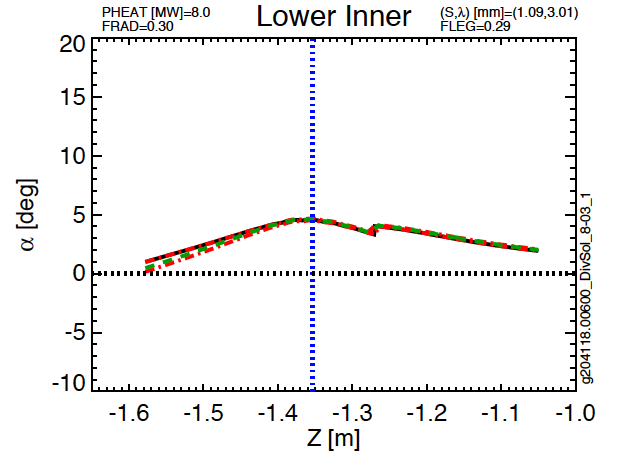 PHEAT [MW]=8.0
FRAD=0.30
Lower Inner
(S,λ) [mm]=(1.09,3.01)
FLEG=0.29
20
15
10
5
0
-5
-10
α [deg]
-1.6 -1.5 -1.4 -1.3 -1.2 -1.1 -1.0
Z [m]
g204118.00600_DivSol_8-03_1